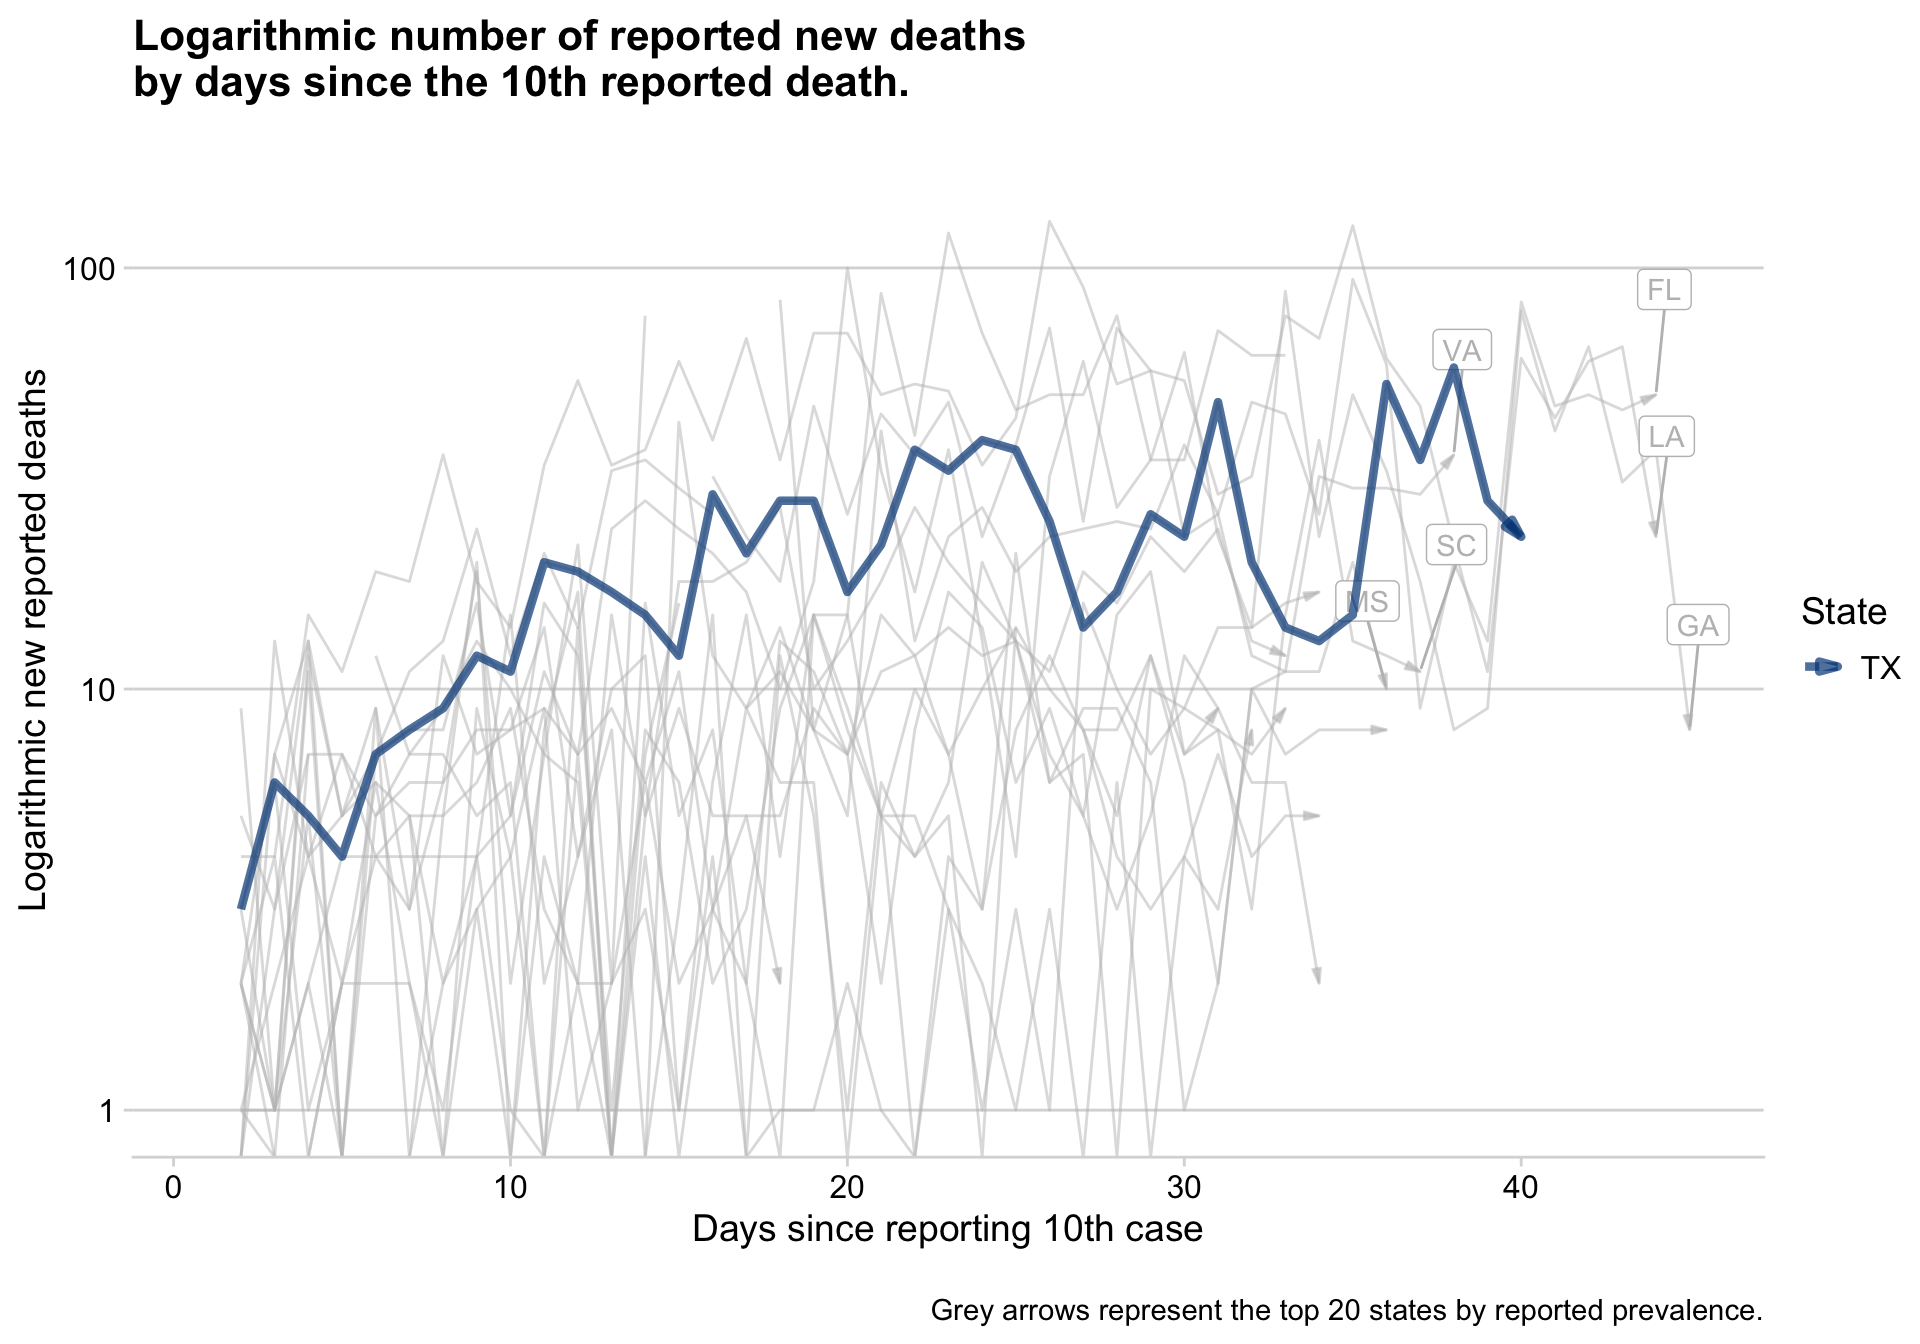 Logarithmic number of reported new deaths
by days since the 10th reported death.
Logarithmic new reported deaths
100
10
1
FL
VA
LA
SC
MS
GA
State
TX
0 10 20 30 40
Days since reporting 10th case
Grey arrows represent the top 20 states by reported prevalence.